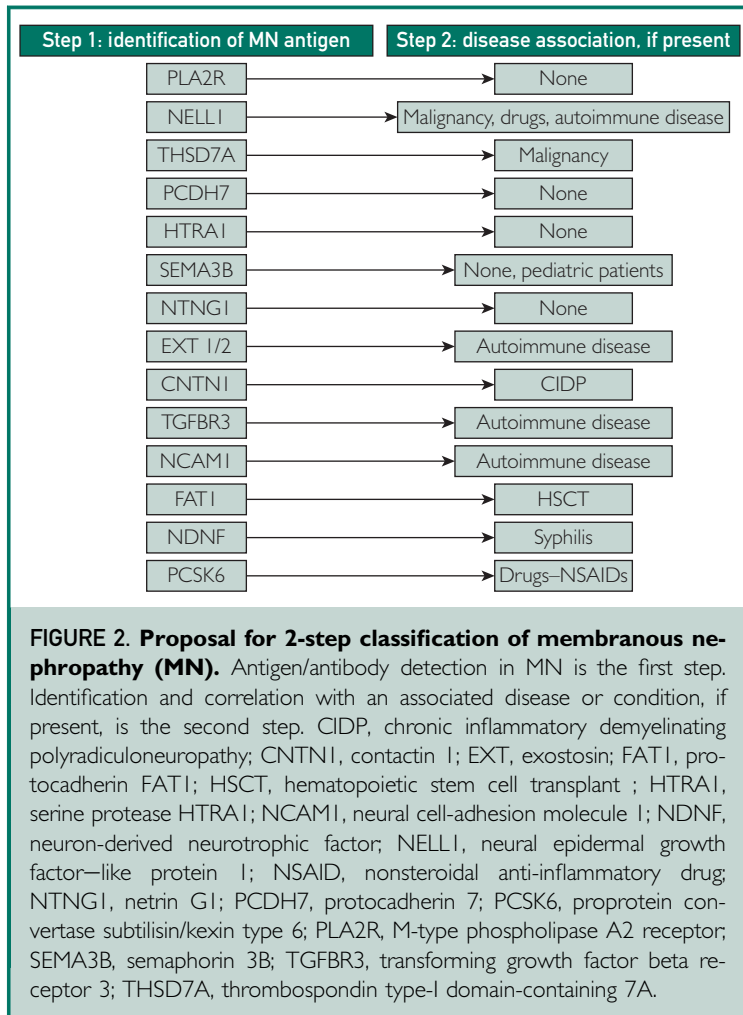 Step 1: identification of MN antigen Step 2: disease association, if present
PLA2R None
NELL1 Malignancy, drugs, autoimmune disease
THSD7A Malignancy
PCDH7 None
HTRA1 None
SEMA3B None, pediatric patients
NTNG1 None
EXT 1/2 Autoimmune disease
CNTN1 CIDP
TGFBR3 Autoimmune disease
NCAM1 Autoimmune disease
FAT1 HSCT
NDNF Syphilis
PCSK6 Drugs–NSAIDs
FIGURE 2. Proposal for 2-step classification of membranous ne-
phropathy (MN). Antigen/antibody detection in MN is the first step.
Identification and correlation with an associated disease or condition, if
present, is the second step. CIDP, chronic inflammatory demyelinating
polyradiculoneuropathy; CNTN1, contactin 1; EXT, exostosin; FAT1, pro-
tocadherin FAT1; HSCT, hematopoietic stem cell transplant ; HTRA1,
serine protease HTRA1; NCAM1, neural cell-adhesion molecule 1; NDNF,
neuron-derived neurotrophic factor; NELL1, neural epidermal growth
factor–like protein 1; NSAID, nonsteroidal anti-inflammatory drug;
NTNG1, netrin G1; PCDH7, protocadherin 7; PCSK6, proprotein con-
vertase subtilisin/kexin type 6; PLA2R, M-type phospholipase A2 receptor;
SEMA3B, semaphorin 3B; TGFBR3, transforming growth factor beta re-
ceptor 3; THSD7A, thrombospondin type-I domain-containing 7A.